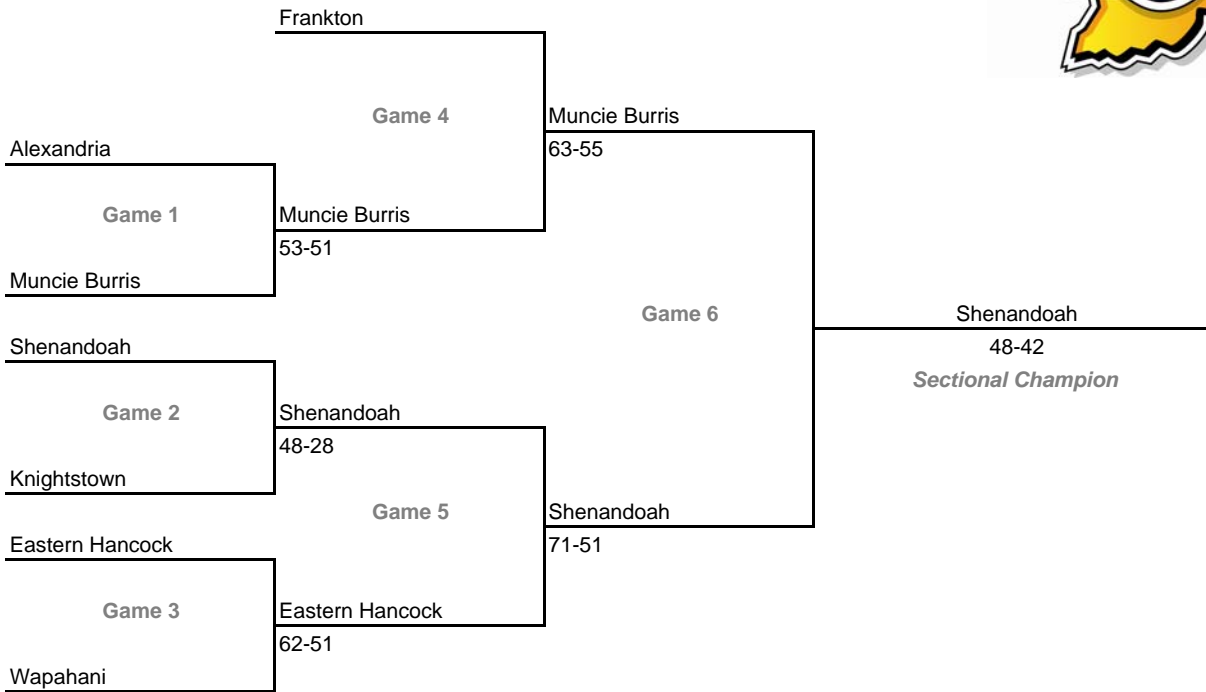 Frankton
Game 4
Muncie Burris
63-55
Alexandria
Game 1
Muncie Burris
53-51
Muncie Burris
Game 6
Shenandoah
48-42
Sectional Champion
Shenandoah
Game 2
Shenandoah
48-28
Knightstown
Game 5
Shenandoah
71-51
Eastern Hancock
Game 3
Eastern Hancock
62-51
Wapahani